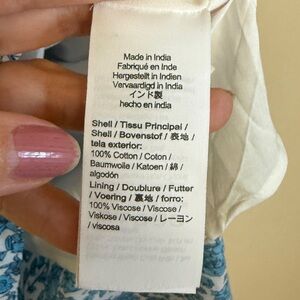 Made in India
Fabriqué en Inde
Hergestellt in Indien
Vervaardigd in India
インド製
hecho en india
Shell / Tissu Principal /
Shell / Bovenstof / 表地 /
tela exterior:
100% Cotton / Coton /
Baumwolle / Katoen / 綿 /
algodón
Lining / Doublure / Futter
/ Voering / 裏地 / forro:
100% Viscose / Viscose /
Viskose / Viscose / レーヨン
/ viscosa